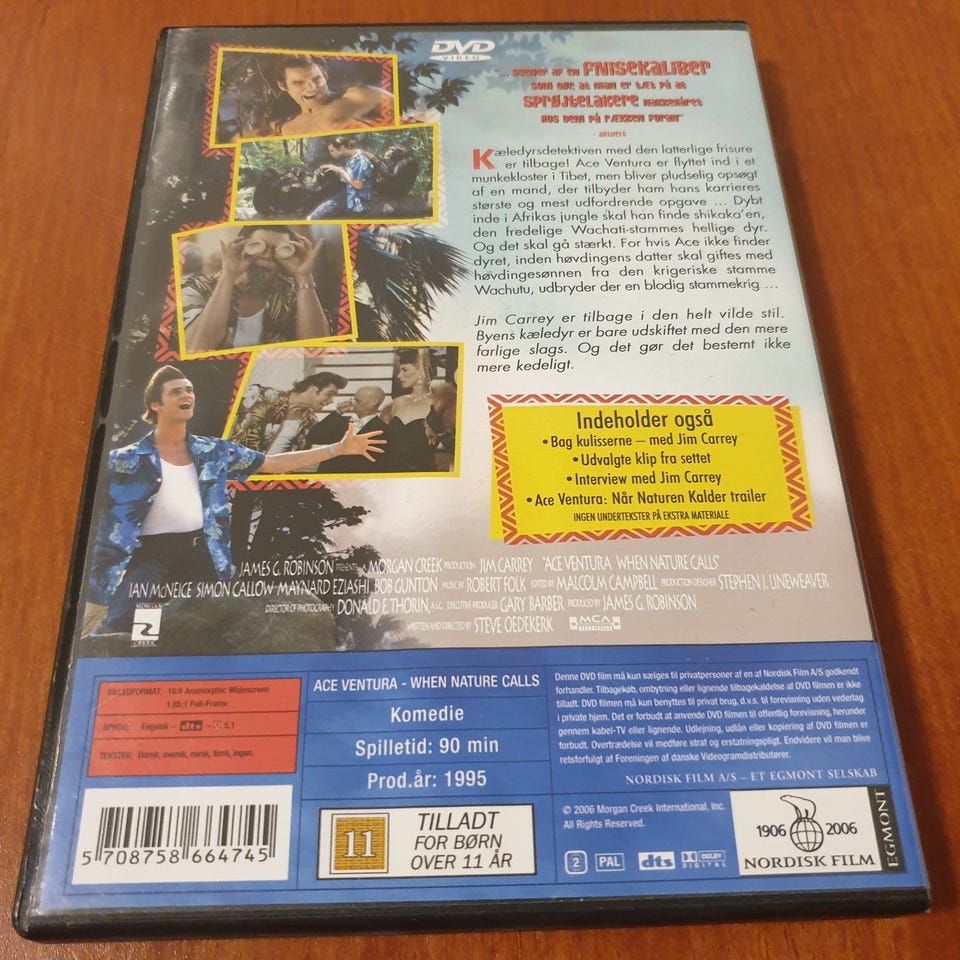 DVD
VIDEO
"... scener af en FNISEKALIBER
som gør, at man er tæt på at
SPRØJTELAKERE nakkehåret
hos dem på rækken foran"
- AKTUELT
Kæledyrsdetektiven med den latterlige frisure
er tilbage! Ace Ventura er flyttet ind i et
munkekloster i Tibet, men bliver pludselig opsøgt
af en mand, der tilbyder ham hans karrieres
største og mest udfordrende opgave ... Dybt
inde i Afrikas jungle skal han finde shikaka'en,
den fredelige Wachati-stammes hellige dyr.
Og det skal gå stærkt. For hvis Ace ikke finder
dyret, inden høvdingens datter skal giftes med
høvdingesønnen fra den krigeriske stamme
Wachutu, udbryder der en blodig stammekrig ...
Jim Carrey er tilbage i den helt vilde stil.
Byens kæledyr er bare udskiftet med den mere
farlige slags. Og det gør det bestemt ikke
mere kedeligt.
Indeholder også
• Bag kulisserne – med Jim Carrey
• Udvalgte klip fra settet
• Interview med Jim Carrey
• Ace Ventura: Når Naturen Kalder trailer
INGEN UNDERTEKSTER PÅ EKSTRA MATERIALE
JAMES G. ROBINSON PRESENTS A MORGAN CREEK PRODUCTION JIM CARREY "ACE VENTURA WHEN NATURE CALLS"
IAN McNEICE SIMON CALLOW MAYNARD EZIASHI BOB GUNTON MUSIC BY ROBERT FOLK EDITED BY MALCOLM CAMPBELL PRODUCTION DESIGNER STEPHEN J. LINEWEAVER
DIRECTOR OF PHOTOGRAPHY DONALD E. THORIN, A.S.C. EXECUTIVE PRODUCER GARY BARBER PRODUCED BY JAMES G. ROBINSON
WRITTEN AND DIRECTED BY STEVE OEDEKERK
MCA
MORGAN
CREEK
BILLEDFORMAT: 16:9 Anamorphic Widescreen
1.85:1 Full-Frame
SPROG: Engelsk - dts - 5.1
TEKSTER: Dansk, svensk, norsk, finsk, ingen.
5 708758 664745
ACE VENTURA - WHEN NATURE CALLS
Komedie
Spilletid: 90 min
Prod.år: 1995
11
TILLADT
FOR BØRN
OVER 11 ÅR
Denne DVD film må kun sælges til privatpersoner af en af Nordisk Film A/S godkendt
forhandler. Tilbagekøb, ombytning eller lignende tilbagekaldelse af DVD filmen er ikke
tilladt. DVD filmen må kun benyttes til privat brug, d.v.s. til forevisning uden vederlag
i private hjem. Det er forbudt at anvende DVD filmen til offentlig forevisning, herunder
gennem kabel-TV eller lignende. Udlejning, udlån eller kopiering af DVD filmen er
forbudt. Overtrædelse vil medføre straf og erstatningspligt. Endvidere vil man blive
retsforfulgt af Foreningen af danske Videogramdistributører.
NORDISK FILM A/S – ET EGMONT SELSKAB
© 2006 Morgan Creek International, Inc.
All Rights Reserved.
2 PAL dts DOLBY
DIGITAL
1906 2006
NORDISK FILM
EGMONT